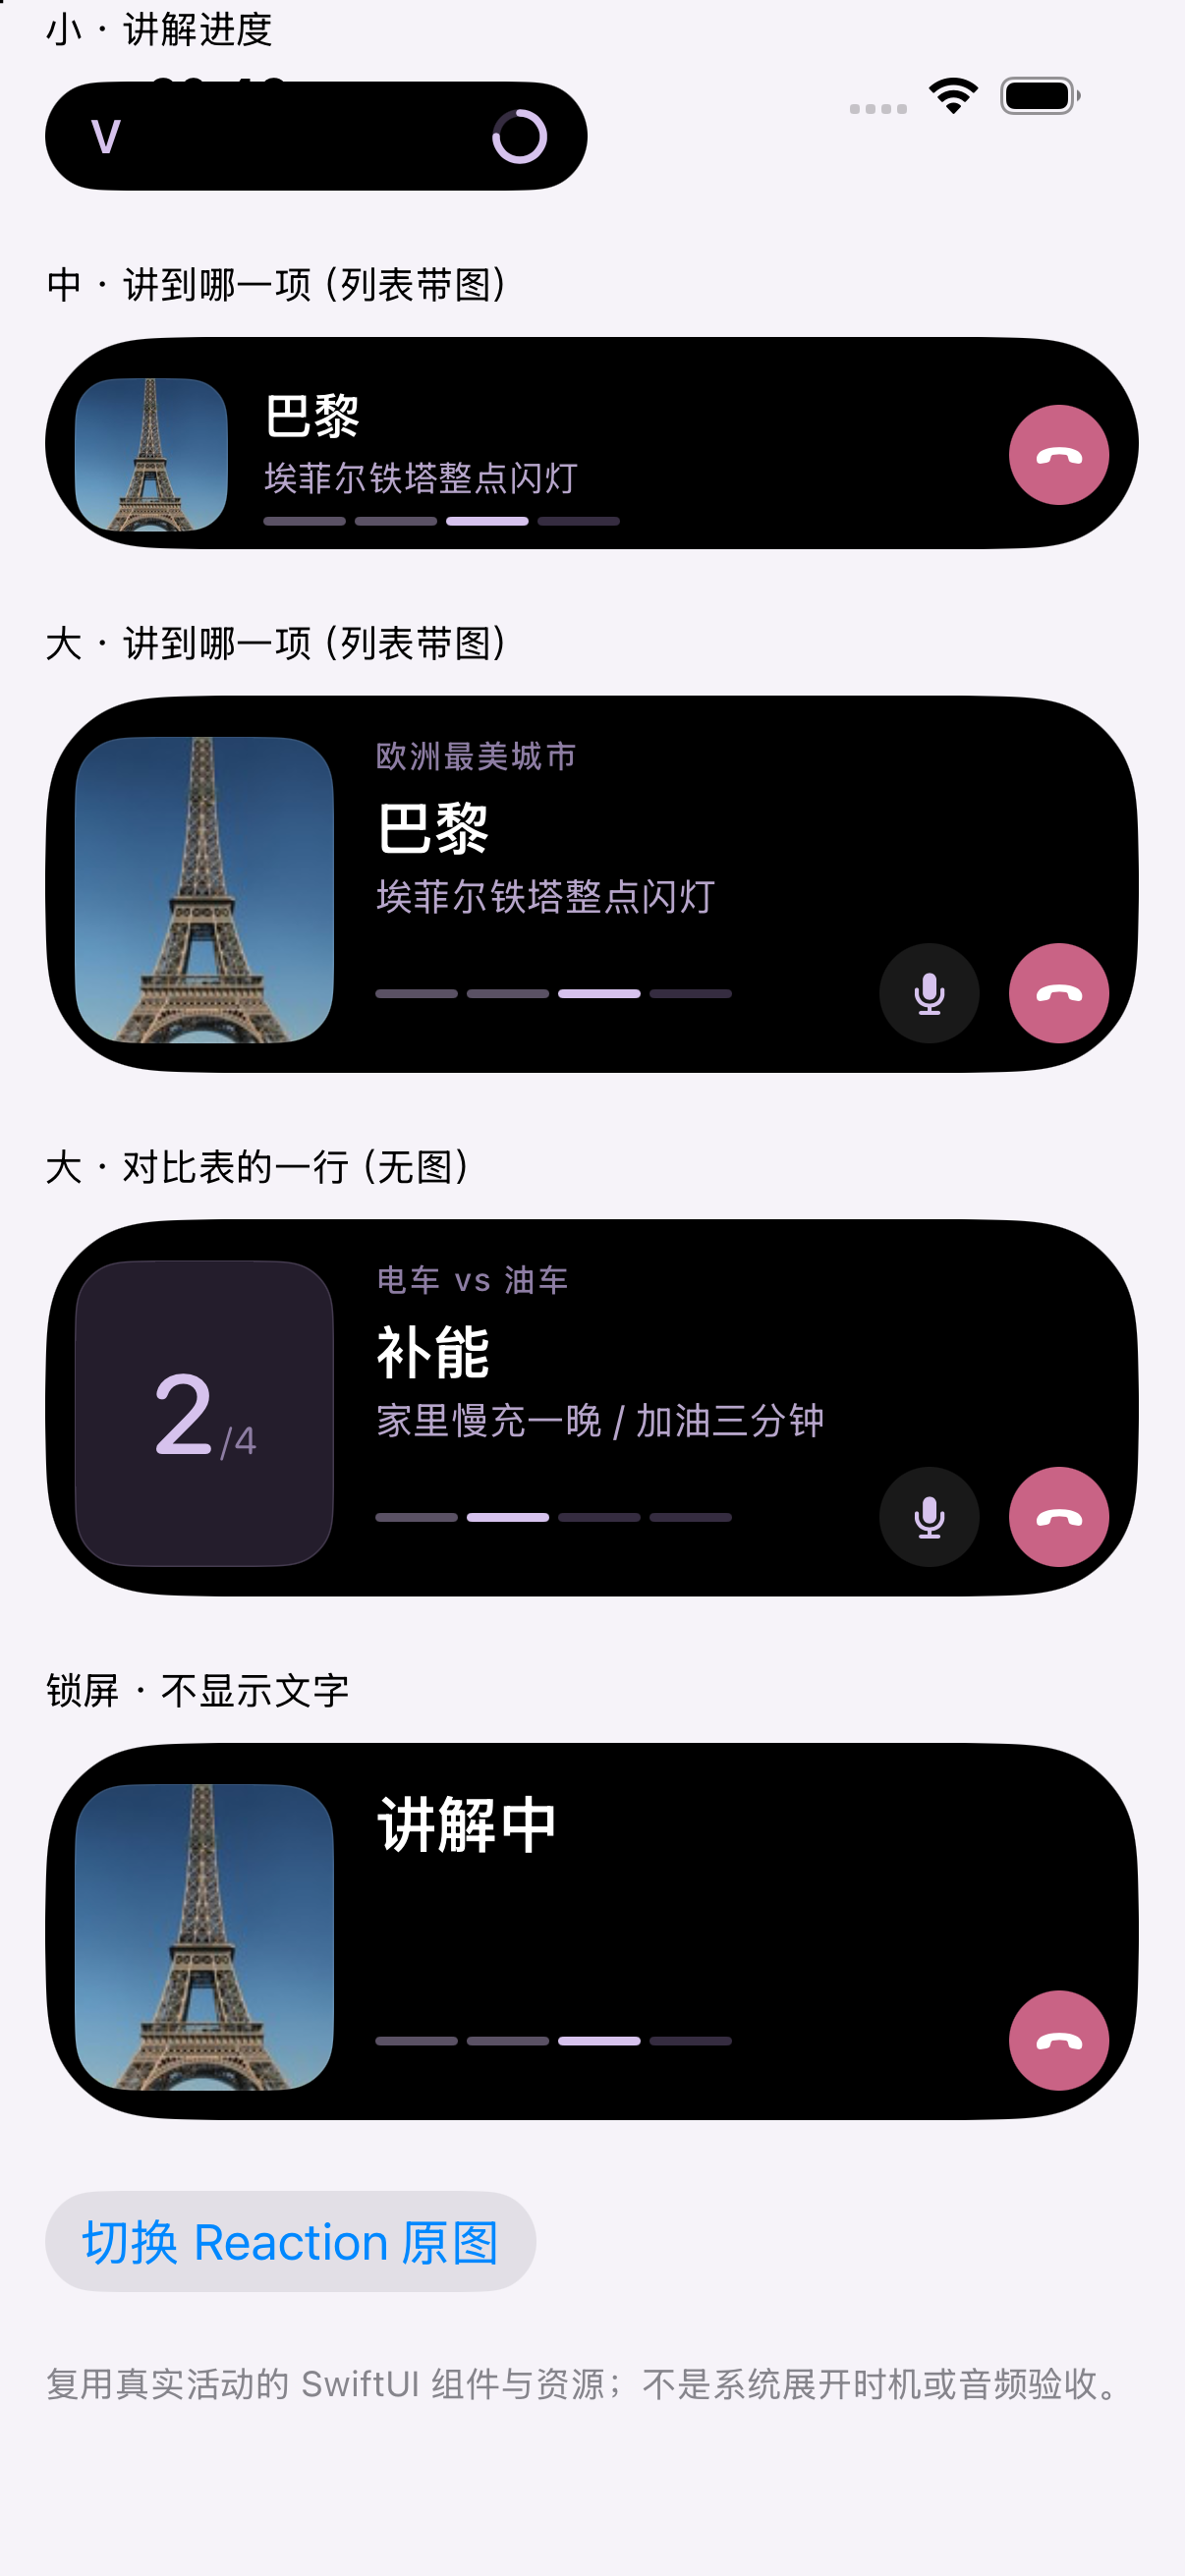 小 · 讲解进度
V
中 · 讲到哪一项 (列表带图)
巴黎
埃菲尔铁塔整点闪灯
大 · 讲到哪一项 (列表带图)
欧洲最美城市
巴黎
埃菲尔铁塔整点闪灯
大 · 对比表的一行 (无图)
2/4
电车 vs 油车
补能
家里慢充一晚 / 加油三分钟
锁屏 · 不显示文字
讲解中
切换 Reaction 原图
复用真实活动的 SwiftUI 组件与资源；不是系统展开时机或音频验收。